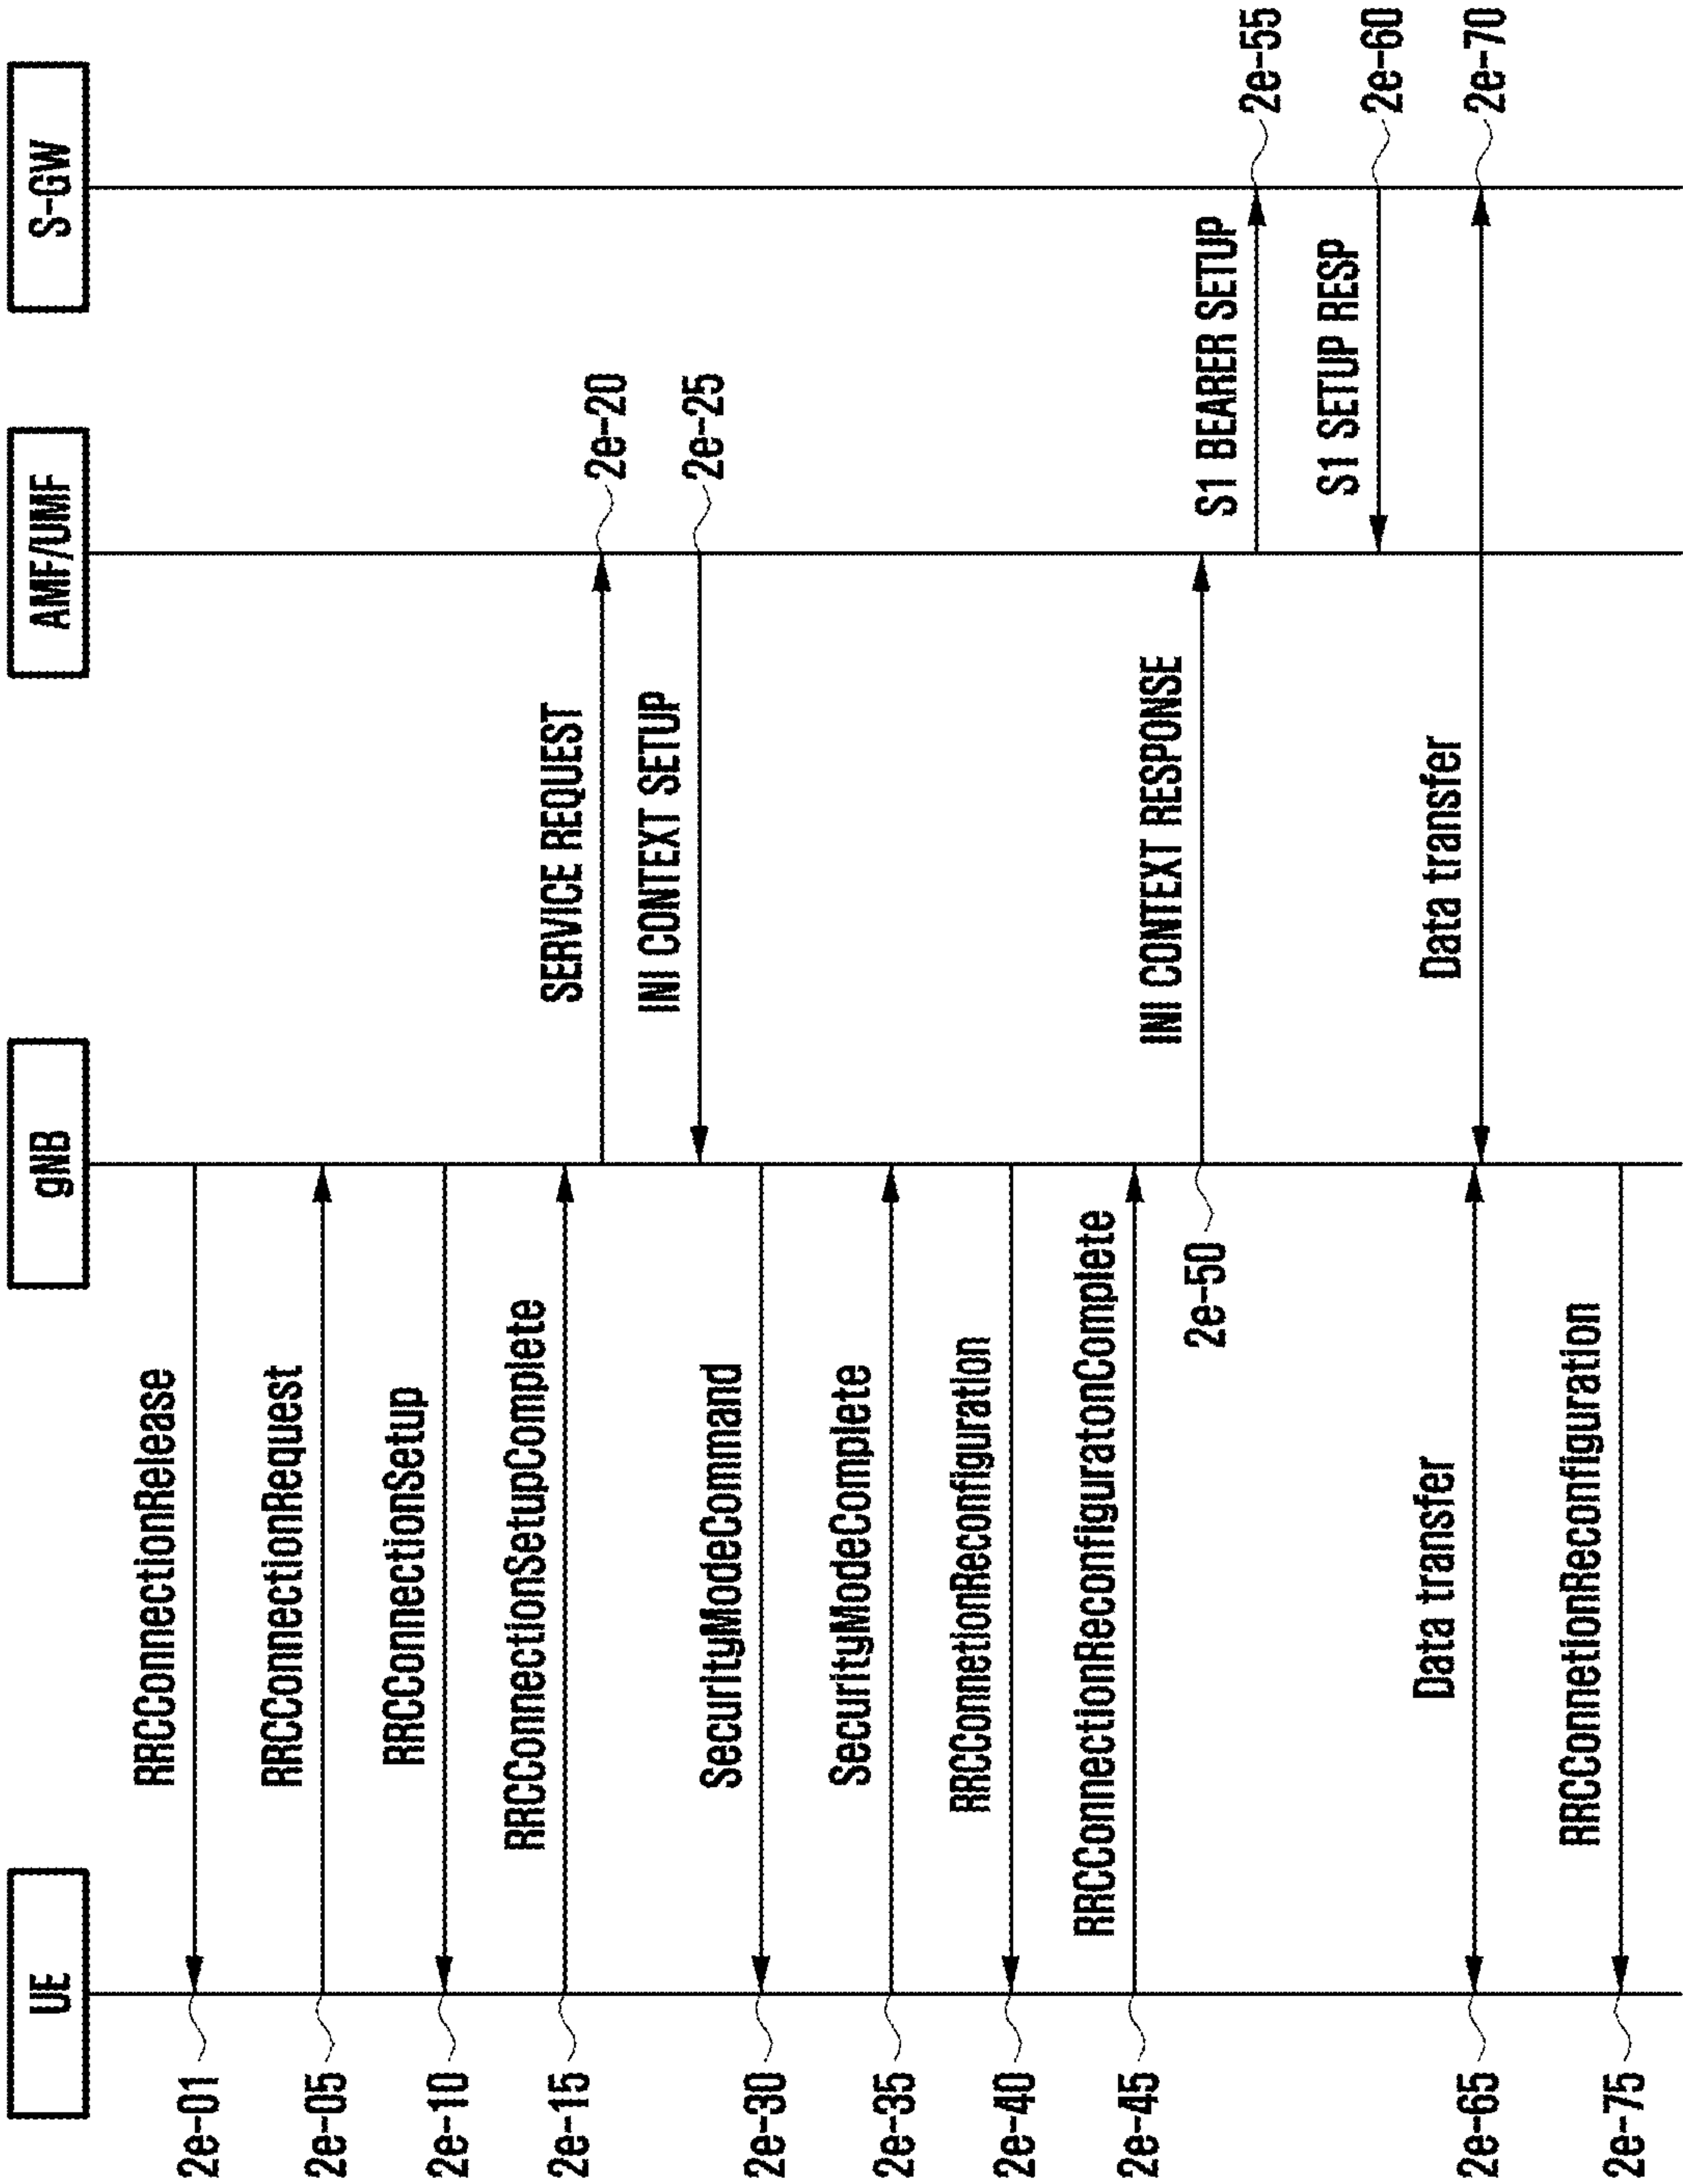 UE
gNB
AMF/UMF
S-GW
2e-01
RRCConnectionRelease
2e-05
RRCConnectionRequest
2e-10
RRCConnectionSetup
2e-15
RRCConnectionSetupComplete
SERVICE REQUEST
2e-20
INI CONTEXT SETUP
2e-25
2e-30
SecurityModeCommand
2e-35
SecurityModeComplete
2e-40
RRCConnetionReconfiguration
2e-45
RRCConnectionReconfiguratonComplete
2e-50
INI CONTEXT RESPONSE
S1 BEARER SETUP
2e-55
S1 SETUP RESP
2e-60
2e-65
Data transfer
Data transfer
2e-70
2e-75
RRCConnetionReconfiguration